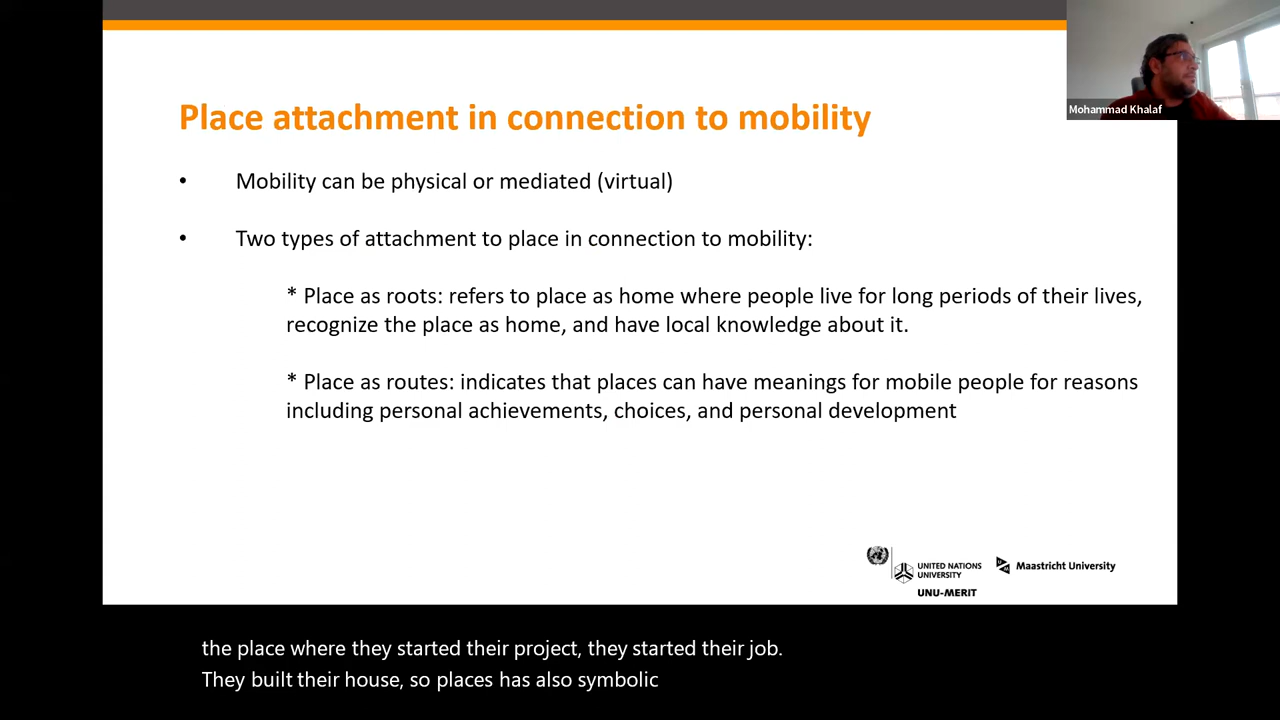 Place attachment in connection to mobility
Mohammad Khalaf
• Mobility can be physical or mediated (virtual)
• Two types of attachment to place in connection to mobility:
* Place as roots: refers to place as home where people live for long periods of their lives,
recognize the place as home, and have local knowledge about it.
* Place as routes: indicates that places can have meanings for mobile people for reasons
including personal achievements, choices, and personal development
UNITED NATIONS
UNIVERSITY
UNU-MERIT
Maastricht University
the place where they started their project, they started their job.
They built their house, so places has also symbolic